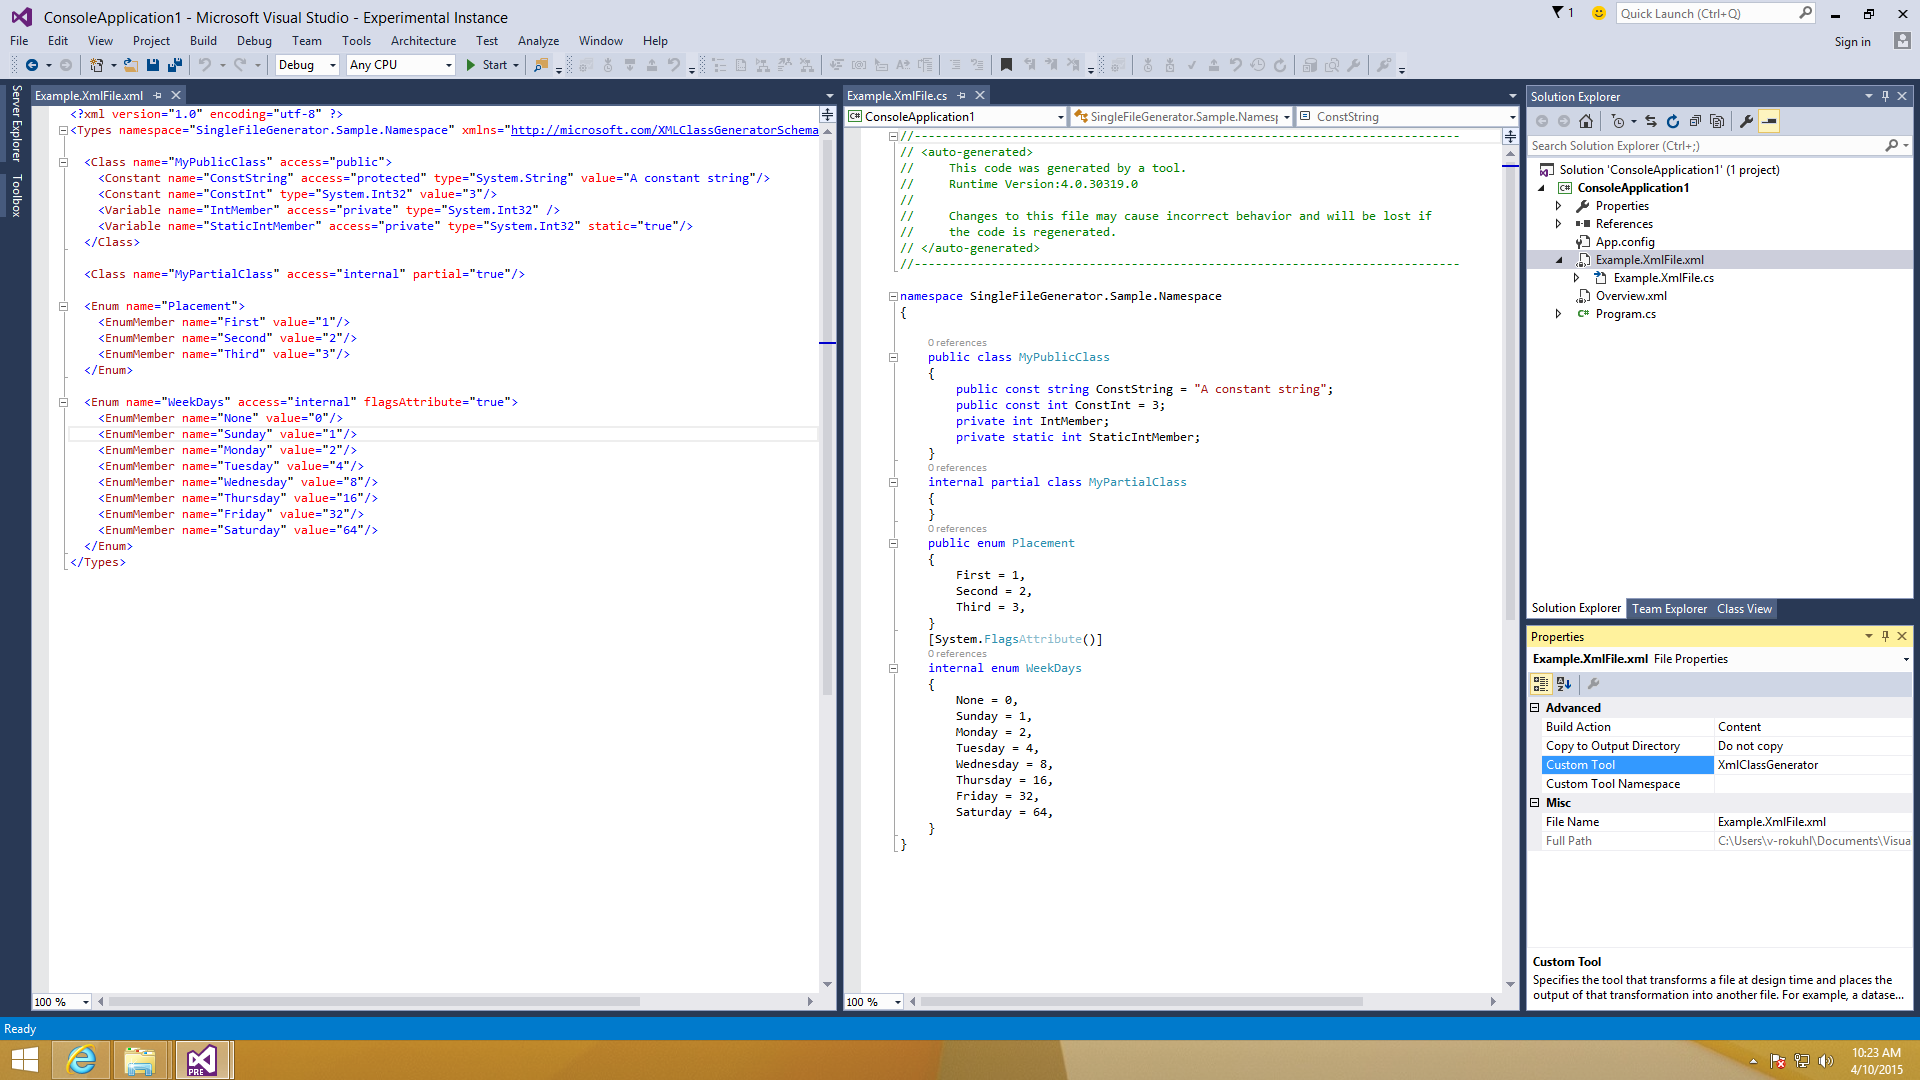 ConsoleApplication1 - Microsoft Visual Studio - Experimental Instance
1
Quick Launch (Ctrl+Q)
File Edit View Project Build Debug Team Tools Architecture Test Analyze Window Help
Sign in
Debug Any CPU Start
Server Explorer
Toolbox
Example.XmlFile.xml
<?xml version="1.0" encoding="utf-8" ?>
<Types namespace="SingleFileGenerator.Sample.Namespace" xmlns="http://microsoft.com/XMLClassGeneratorSchema
<Class name="MyPublicClass" access="public">
<Constant name="ConstString" access="protected" type="System.String" value="A constant string"/>
<Constant name="ConstInt" type="System.Int32" value="3"/>
<Variable name="IntMember" access="private" type="System.Int32" />
<Variable name="StaticIntMember" access="private" type="System.Int32" static="true"/>
</Class>
<Class name="MyPartialClass" access="internal" partial="true"/>
<Enum name="Placement">
<EnumMember name="First" value="1"/>
<EnumMember name="Second" value="2"/>
<EnumMember name="Third" value="3"/>
</Enum>
<Enum name="WeekDays" access="internal" flagsAttribute="true">
<EnumMember name="None" value="0"/>
<EnumMember name="Sunday" value="1"/>
<EnumMember name="Monday" value="2"/>
<EnumMember name="Tuesday" value="4"/>
<EnumMember name="Wednesday" value="8"/>
<EnumMember name="Thursday" value="16"/>
<EnumMember name="Friday" value="32"/>
<EnumMember name="Saturday" value="64"/>
</Enum>
</Types>
100 %
Example.XmlFile.cs
ConsoleApplication1 SingleFileGenerator.Sample.Namesp ConstString
//------------------------------------------------------------------------------
// <auto-generated>
// This code was generated by a tool.
// Runtime Version:4.0.30319.0
//
// Changes to this file may cause incorrect behavior and will be lost if
// the code is regenerated.
// </auto-generated>
//------------------------------------------------------------------------------
namespace SingleFileGenerator.Sample.Namespace
{
0 references
public class MyPublicClass
{
public const string ConstString = "A constant string";
public const int ConstInt = 3;
private int IntMember;
private static int StaticIntMember;
}
0 references
internal partial class MyPartialClass
{
}
0 references
public enum Placement
{
First = 1,
Second = 2,
Third = 3,
}
[System.FlagsAttribute()]
0 references
internal enum WeekDays
{
None = 0,
Sunday = 1,
Monday = 2,
Tuesday = 4,
Wednesday = 8,
Thursday = 16,
Friday = 32,
Saturday = 64,
}
}
100 %
Solution Explorer
Search Solution Explorer (Ctrl+;)
Solution 'ConsoleApplication1' (1 project)
C# ConsoleApplication1
Properties
References
App.config
Example.XmlFile.xml
Example.XmlFile.cs
Overview.xml
C# Program.cs
Solution Explorer Team Explorer Class View
Properties
Example.XmlFile.xml File Properties
Advanced
Build Action Content
Copy to Output Directory Do not copy
Custom Tool XmlClassGenerator
Custom Tool Namespace
Misc
File Name Example.XmlFile.xml
Full Path C:\Users\v-rokuhl\Documents\Visua
Custom Tool
Specifies the tool that transforms a file at design time and places the
output of that transformation into another file. For example, a datase...
Ready
PRE
10:23 AM
4/10/2015